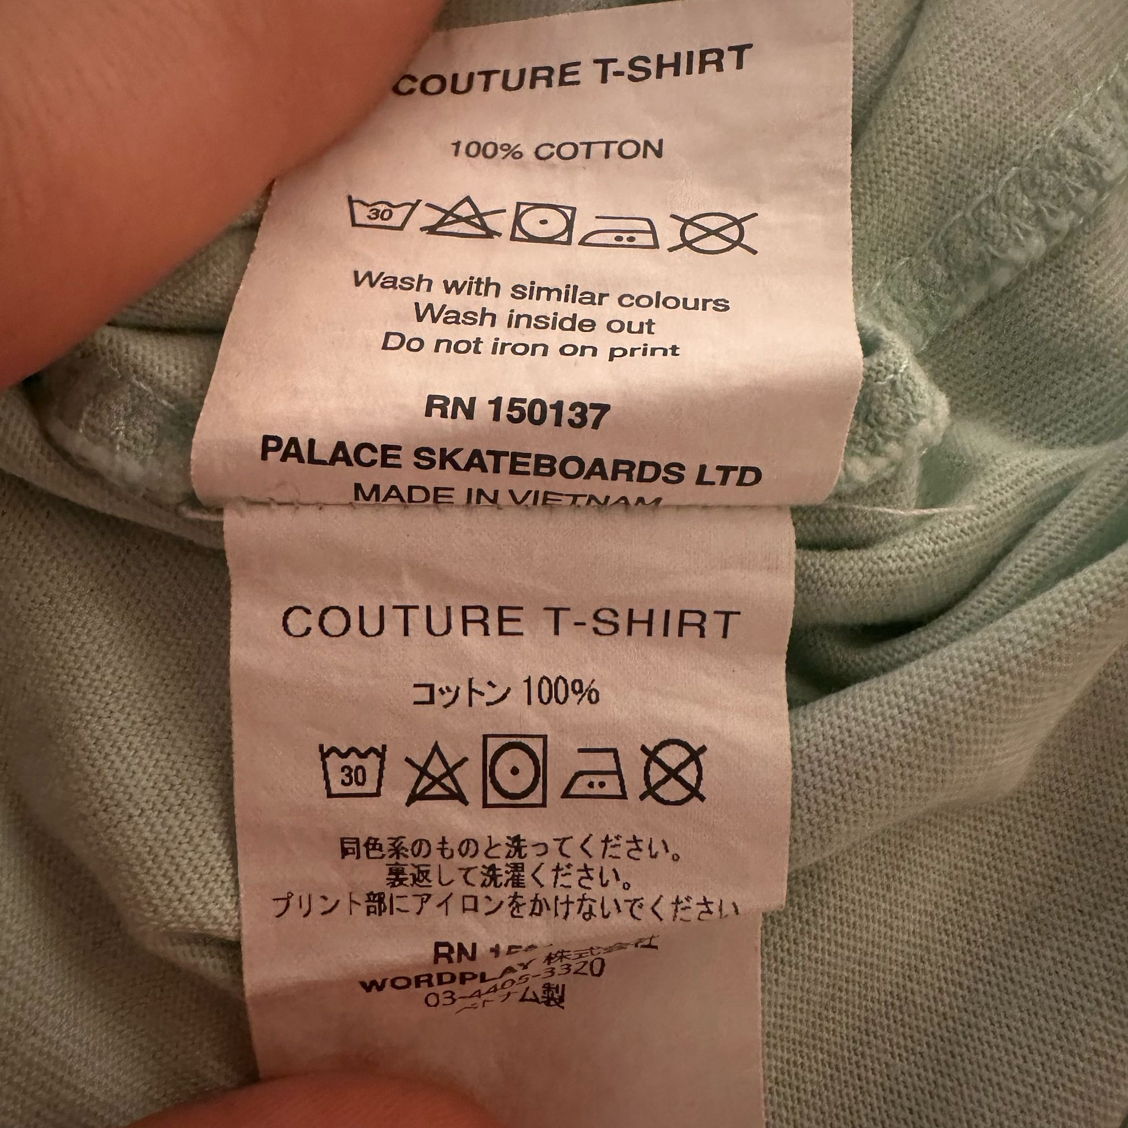 COUTURE T-SHIRT
100% COTTON
30
Wash with similar colours
Wash inside out
Do not iron on print
RN 150137
PALACE SKATEBOARDS LTD
MADE IN VIETNAM
COUTURE T-SHIRT
コットン 100%
30
同色系のものと洗ってください。
裏返して洗濯ください。
プリント部にアイロンをかけないでください
RN
WORDPLAY 株式会社
03-4405-3320